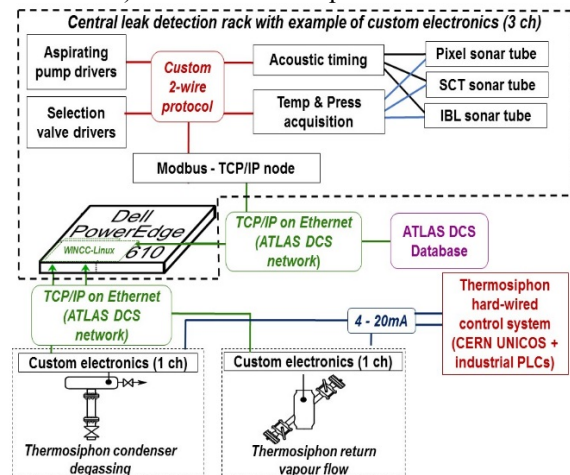 Central leak detection rack with example of custom electronics (3 ch)
Aspirating
pump drivers
Custom
2-wire
protocol
Acoustic timing
Pixel sonar tube
SCT sonar tube
IBL sonar tube
Selection
valve drivers
Temp & Press
acquisition
Modbus - TCP/IP node
Dell
PowerEdge
WINCC-Linux
610
TCP/IP on Ethernet
(ATLAS DCS
network)
ATLAS DCS
Database
TCP/IP on Ethernet
(ATLAS DCS
network)
4 - 20mA
Thermosiphon
hard-wired
control system
(CERN UNICOS +
industrial PLCs)
Custom electronics (1 ch)
Custom electronics (1 ch)
Thermosiphon condenser
degassing
Thermosiphon return
vapour flow